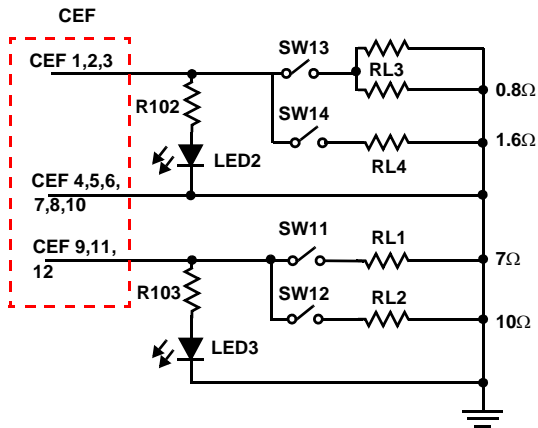 CEF
CEF 1,2,3
SW13
RL3
0.8Ω
R102
SW14
1.6Ω
LED2
RL4
CEF 4,5,6,
7,8,10
SW11
RL1
CEF 9,11,
12
7Ω
R103
SW12
RL2
10Ω
LED3